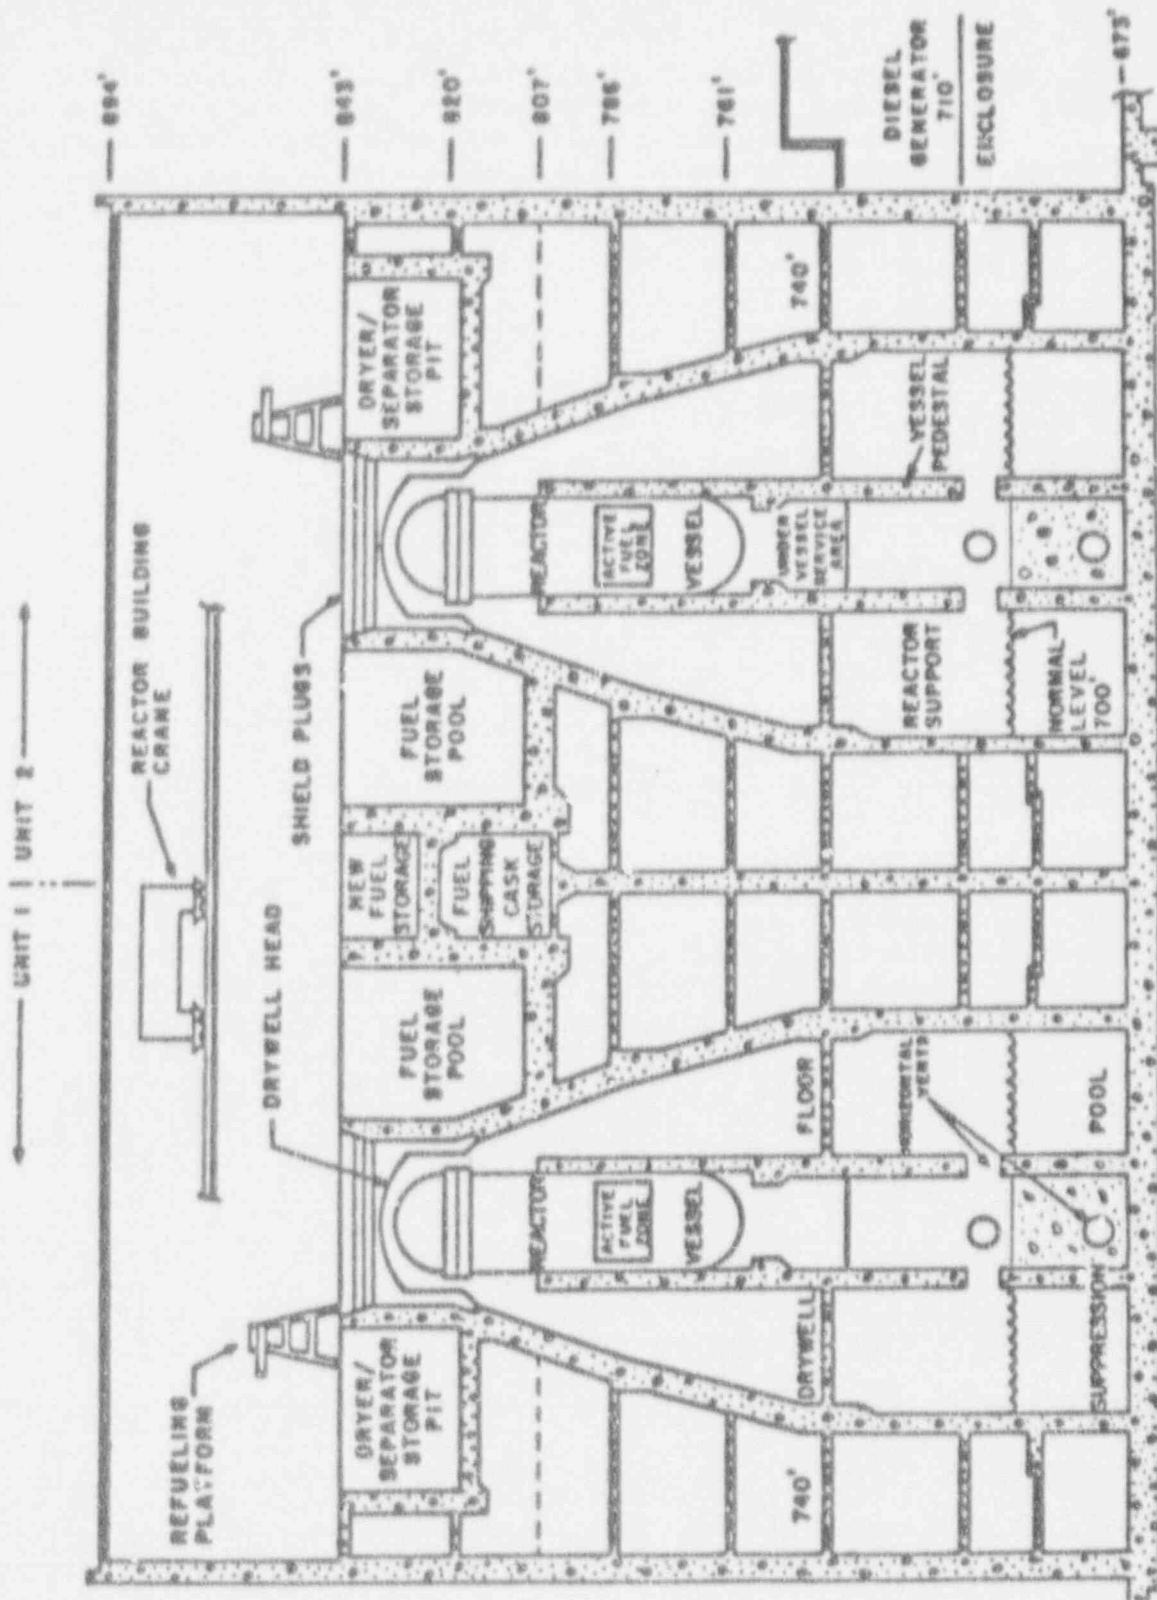 UNIT 1
UNIT 2
REACTOR BUILDING
CRANE
REFUELING
PLATFORM
DRYWELL HEAD
SHIELD PLUGS
894'
843'
820'
807'
786'
761'
DRYER/
SEPARATOR
STORAGE
PIT
FUEL
STORAGE
POOL
NEW
FUEL
STORAGE
FUEL
SHIPPING
CASK
STORAGE
FUEL
STORAGE
POOL
DRYER/
SEPARATOR
STORAGE
PIT
REACTOR
ACTIVE
FUEL
ZONE
VESSEL
REACTOR
ACTIVE
FUEL
ZONE
VESSEL
UNDER
VESSEL
SERVICE
AREA
740'
DRYWELL
FLOOR
740'
DIESEL
GENERATOR
710'
ENCLOSURE
HORIZONTAL
VENTS
REACTOR
SUPPORT
VESSEL
PEDESTAL
SUPPRESSION
POOL
NORMAL
LEVEL
700'
673'